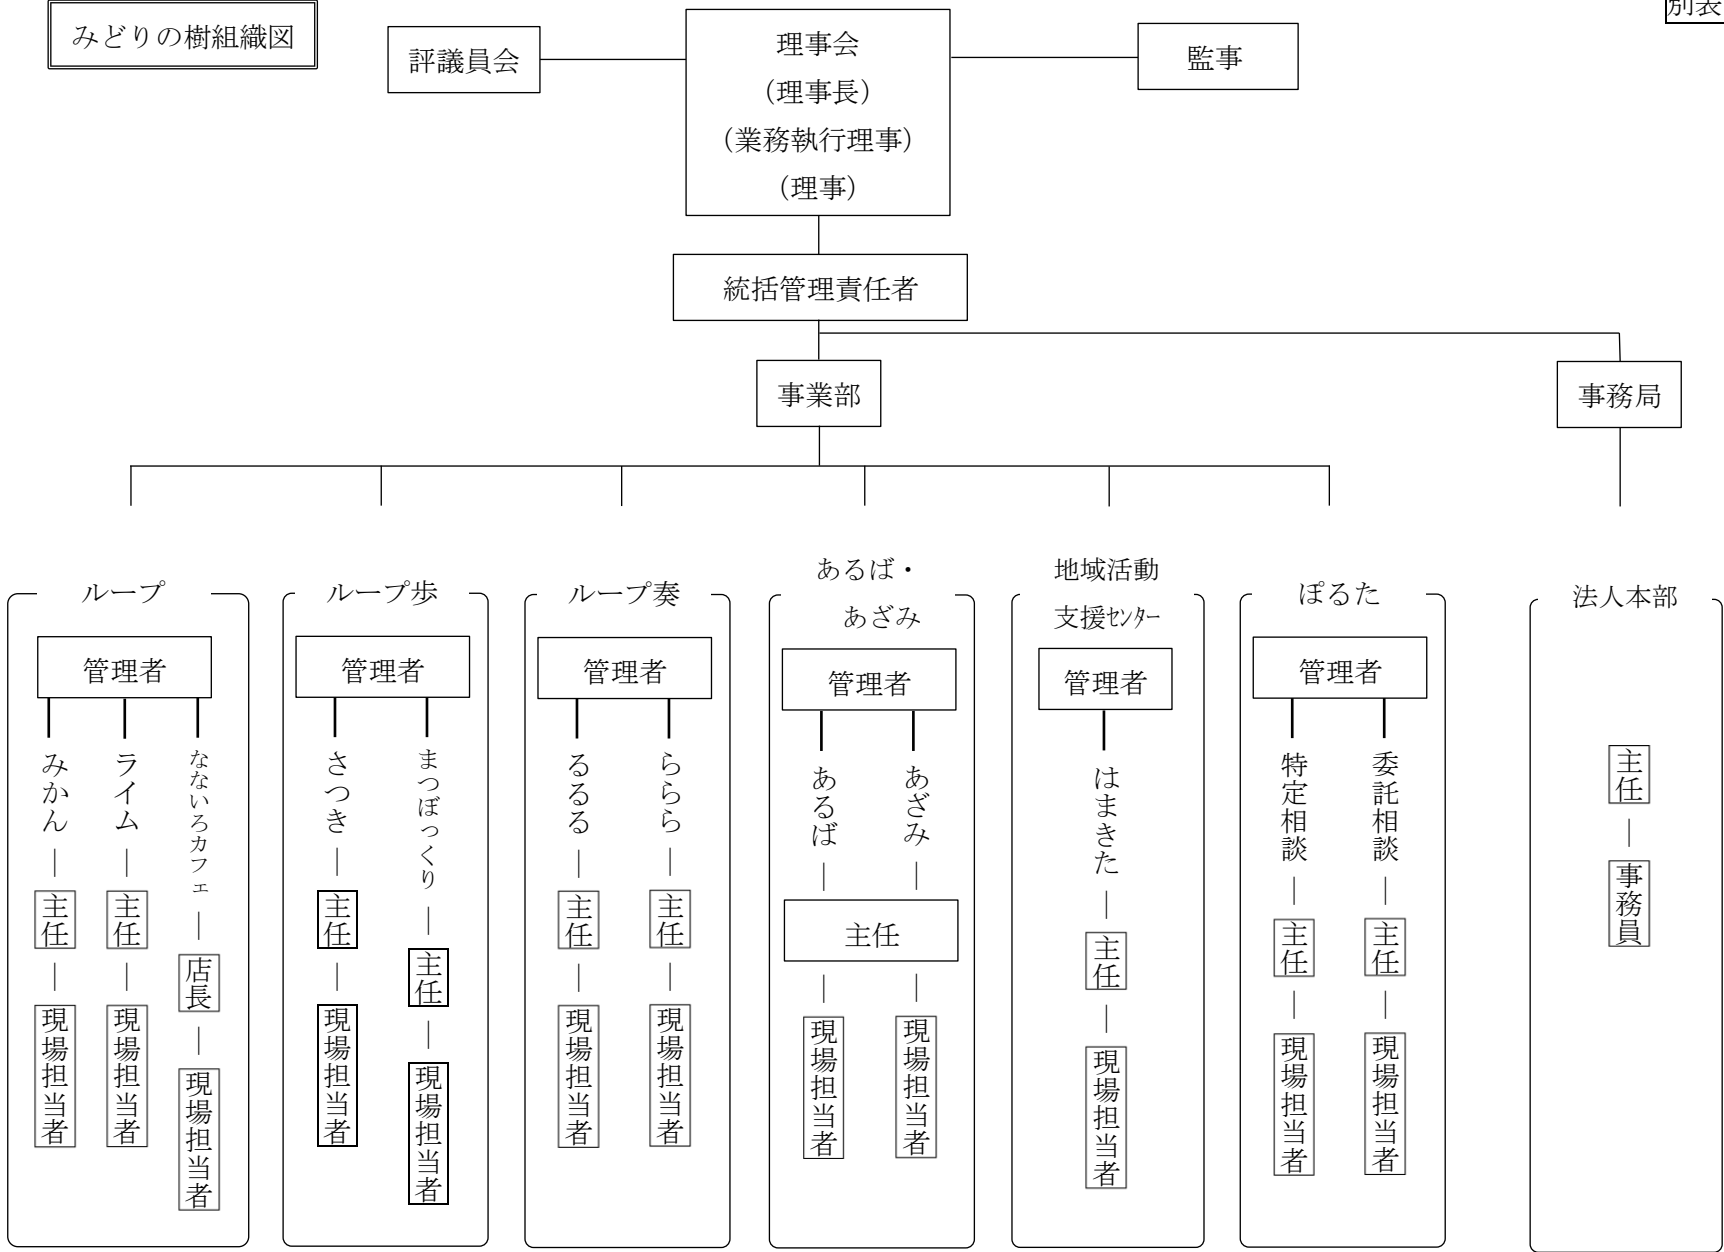 みどりの樹組織図
別表
評議員会
理事会
（理事長）
（業務執行理事）
（理事）
監事
統括管理責任者
事業部
事務局
ループ
管理者
みかん
主任
現場担当者
ライム
主任
現場担当者
なないろカフェ
店長
現場担当者
ループ歩
管理者
さつき
主任
現場担当者
まつぼっくり
主任
現場担当者
ループ奏
管理者
るるる
主任
現場担当者
ららら
主任
現場担当者
あるば・
あざみ
管理者
あるば
あざみ
主任
現場担当者
現場担当者
地域活動
支援ｾﾝﾀｰ
管理者
はまきた
主任
現場担当者
ぽるた
管理者
特定相談
主任
現場担当者
委託相談
主任
現場担当者
法人本部
主任
事務員